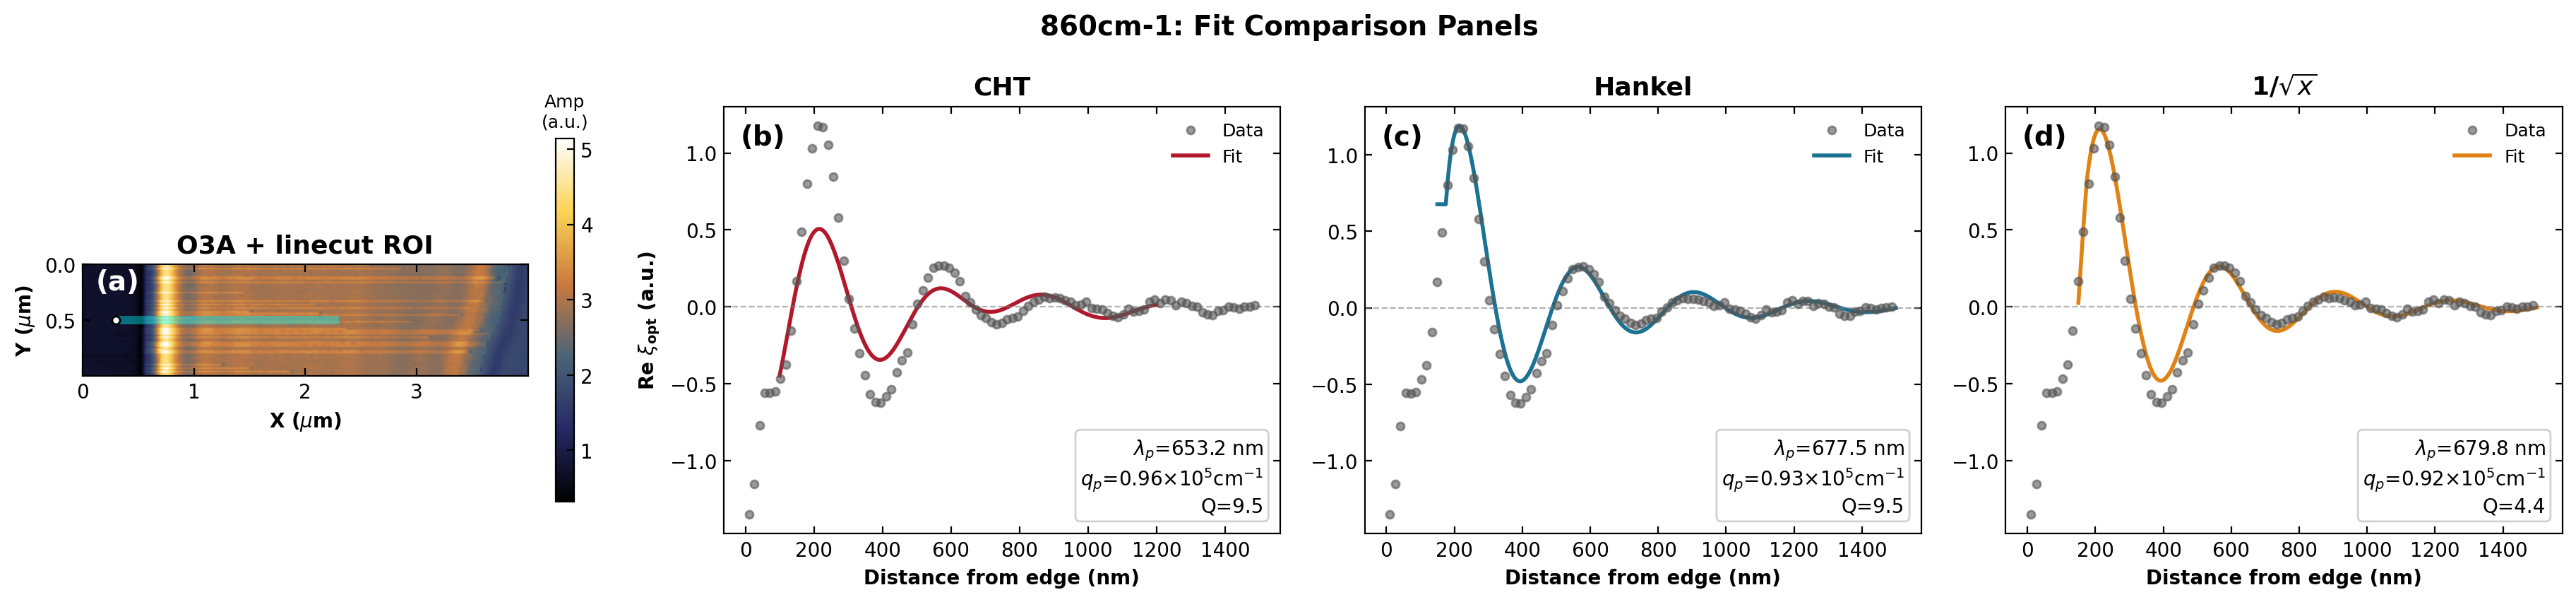 860cm-1: Fit Comparison Panels
O3A + linecut ROI
(a)
Y (μm)
0.0
0.5
0 1 2 3
X (μm)
Amp
(a.u.)
5
4
3
2
1
CHT
(b)
Data
Fit
Re ξopt (a.u.)
1.0
0.5
0.0
−0.5
−1.0
λp=653.2 nm
qp=0.96×10⁵cm⁻¹
Q=9.5
0 200 400 600 800 1000 1200 1400
Distance from edge (nm)
Hankel
(c)
Data
Fit
1.0
0.5
0.0
−0.5
−1.0
λp=677.5 nm
qp=0.93×10⁵cm⁻¹
Q=9.5
0 200 400 600 800 1000 1200 1400
Distance from edge (nm)
1/√x
(d)
Data
Fit
1.0
0.5
0.0
−0.5
−1.0
λp=679.8 nm
qp=0.92×10⁵cm⁻¹
Q=4.4
0 200 400 600 800 1000 1200 1400
Distance from edge (nm)